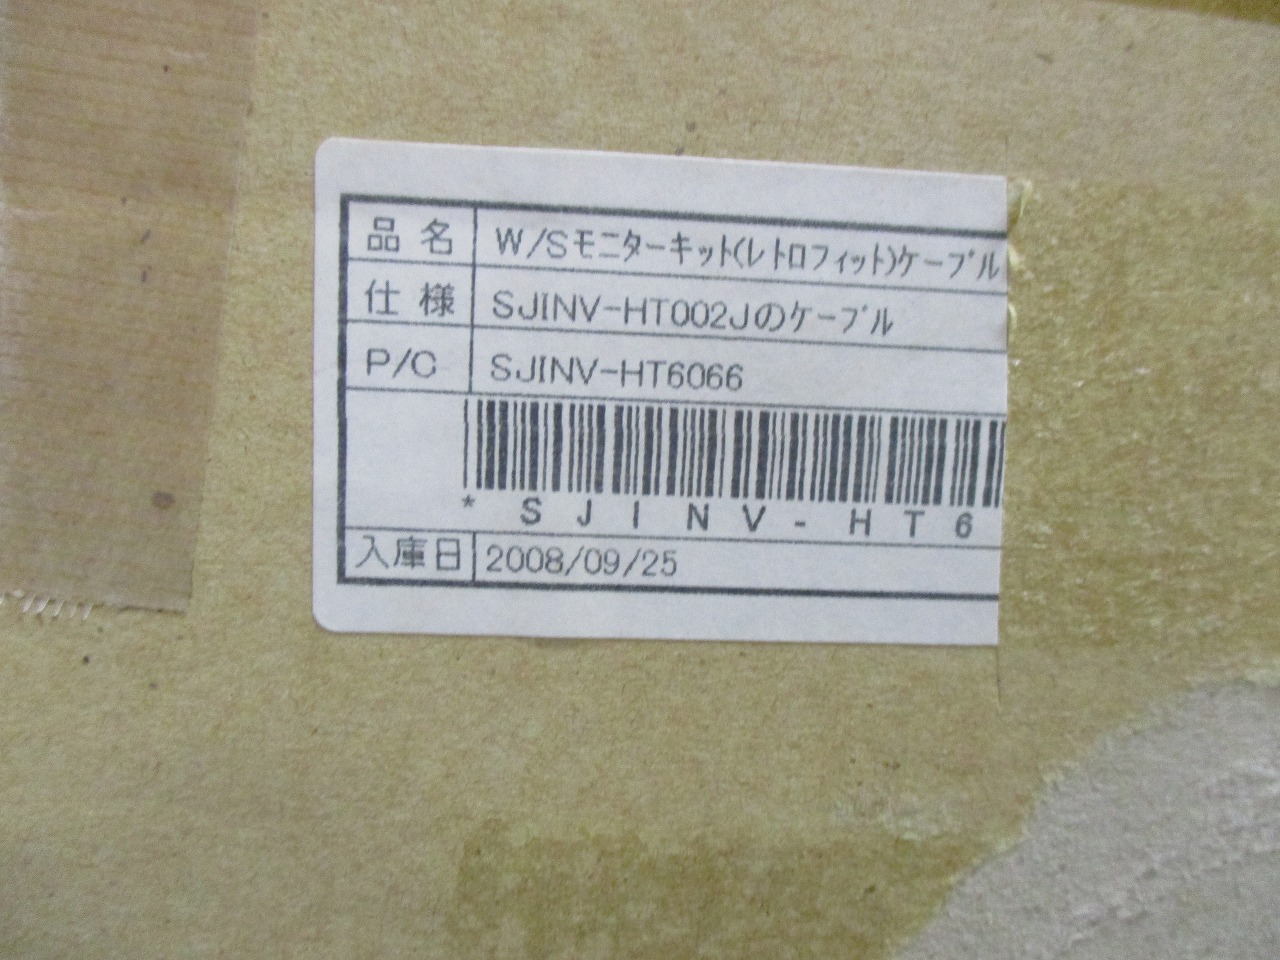 品名 W/Sモニターキット(レトロフィット)ケーブル
仕様 SJINV-HT002Jのケーブル
P/C SJINV-HT6066
* S J I N V - H T 6
入庫日 2008/09/25